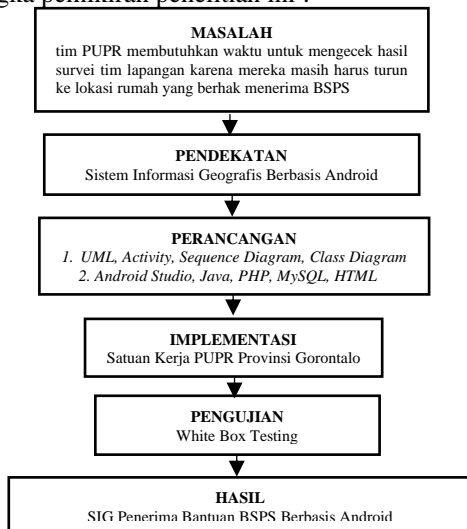 MASALAH
tim PUPR membutuhkan waktu untuk mengecek hasil
survei tim lapangan karena mereka masih harus turun
ke lokasi rumah yang berhak menerima BSPS
PENDEKATAN
Sistem Informasi Geografis Berbasis Android
PERANCANGAN
1. UML, Activity, Sequence Diagram, Class Diagram
2. Android Studio, Java, PHP, MySQL, HTML
IMPLEMENTASI
Satuan Kerja PUPR Provinsi Gorontalo
PENGUJIAN
White Box Testing
HASIL
SIG Penerima Bantuan BSPS Berbasis Android